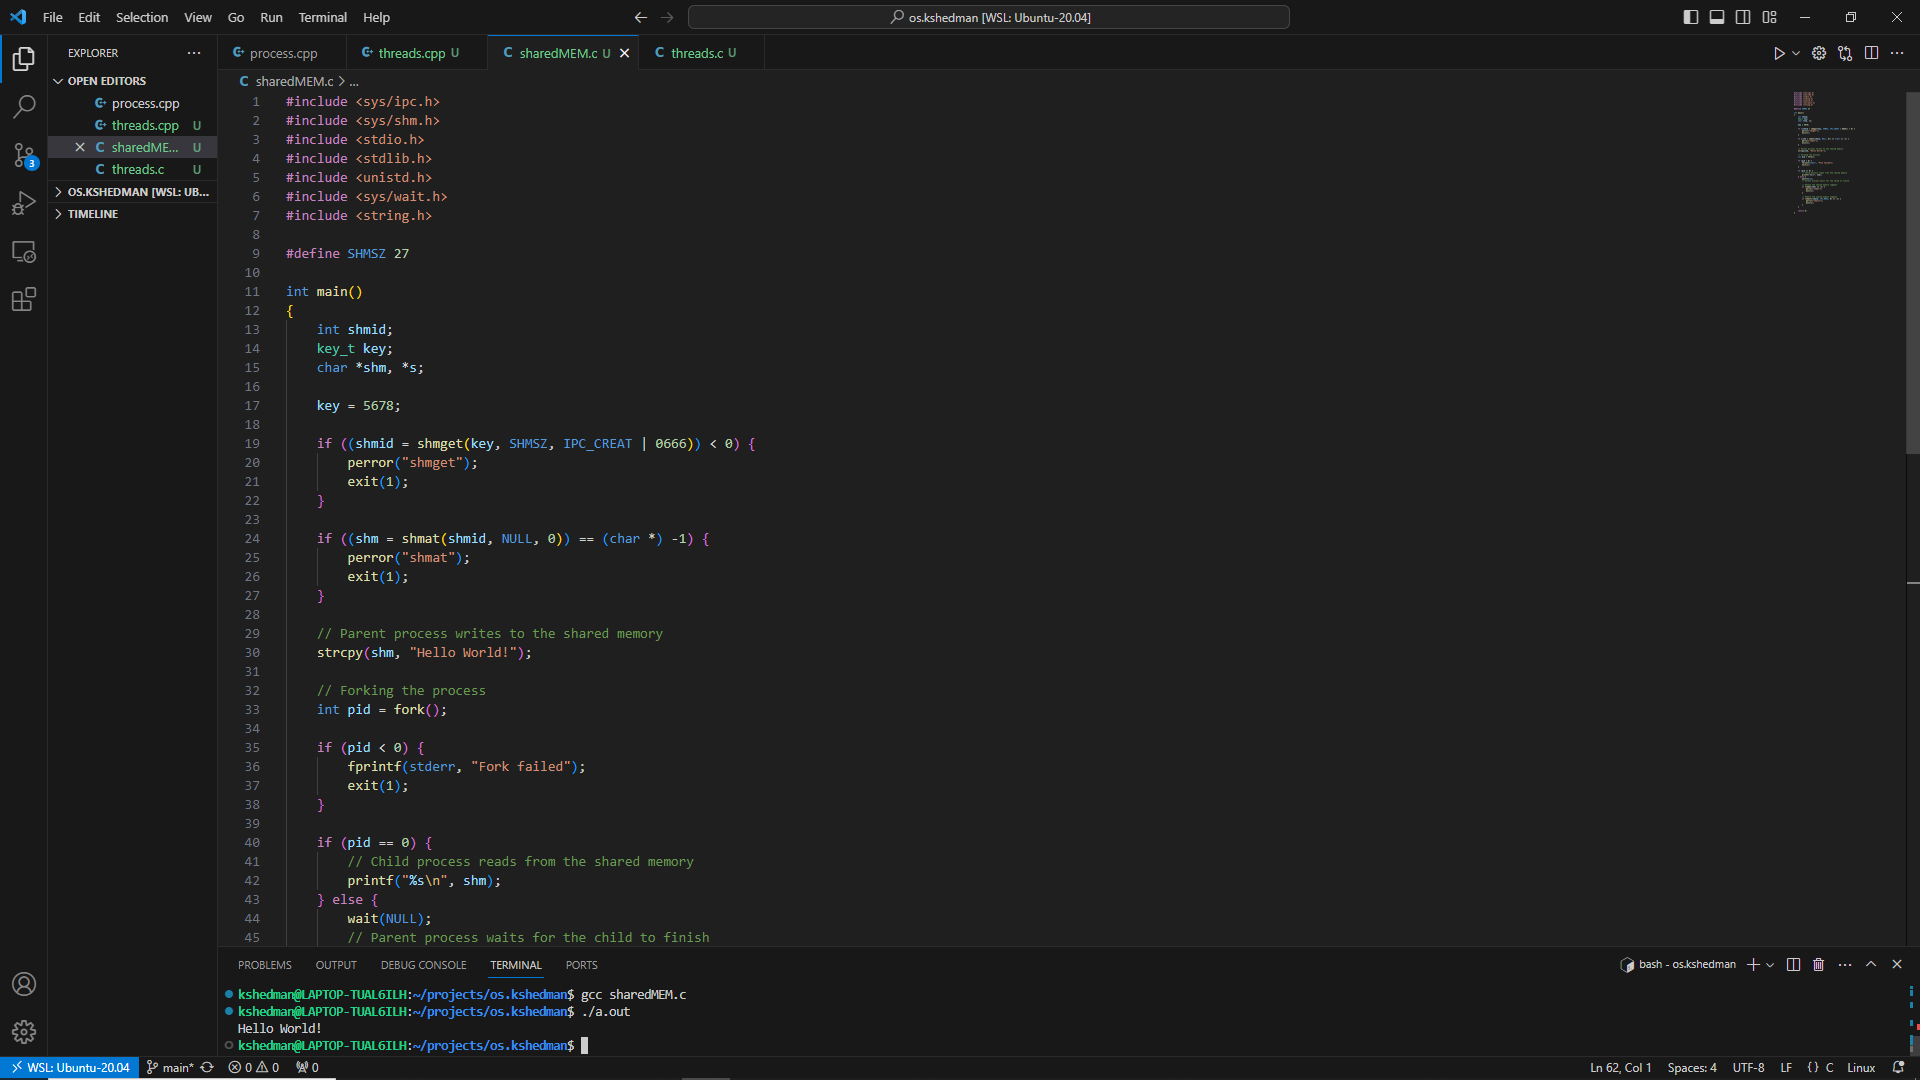 File Edit Selection View Go Run Terminal Help
os.kshedman [WSL: Ubuntu-20.04]
EXPLORER
OPEN EDITORS
process.cpp
threads.cpp U
sharedME... U
threads.c U
OS.KSHEDMAN [WSL: UB...
TIMELINE
3
process.cpp threads.cpp U sharedMEM.c U threads.c U
sharedMEM.c > ...
1 #include <sys/ipc.h>
2 #include <sys/shm.h>
3 #include <stdio.h>
4 #include <stdlib.h>
5 #include <unistd.h>
6 #include <sys/wait.h>
7 #include <string.h>
8
9 #define SHMSZ 27
10
11 int main()
12 {
13 int shmid;
14 key_t key;
15 char *shm, *s;
16
17 key = 5678;
18
19 if ((shmid = shmget(key, SHMSZ, IPC_CREAT | 0666)) < 0) {
20 perror("shmget");
21 exit(1);
22 }
23
24 if ((shm = shmat(shmid, NULL, 0)) == (char *) -1) {
25 perror("shmat");
26 exit(1);
27 }
28
29 // Parent process writes to the shared memory
30 strcpy(shm, "Hello World!");
31
32 // Forking the process
33 int pid = fork();
34
35 if (pid < 0) {
36 fprintf(stderr, "Fork failed");
37 exit(1);
38 }
39
40 if (pid == 0) {
41 // Child process reads from the shared memory
42 printf("%s\n", shm);
43 } else {
44 wait(NULL);
45 // Parent process waits for the child to finish
PROBLEMS OUTPUT DEBUG CONSOLE TERMINAL PORTS
bash - os.kshedman
kshedman@LAPTOP-TUAL6ILH:~/projects/os.kshedman$ gcc sharedMEM.c
kshedman@LAPTOP-TUAL6ILH:~/projects/os.kshedman$ ./a.out
Hello World!
kshedman@LAPTOP-TUAL6ILH:~/projects/os.kshedman$
WSL: Ubuntu-20.04 main* 0 0 0 Ln 62, Col 1 Spaces: 4 UTF-8 LF {} C Linux